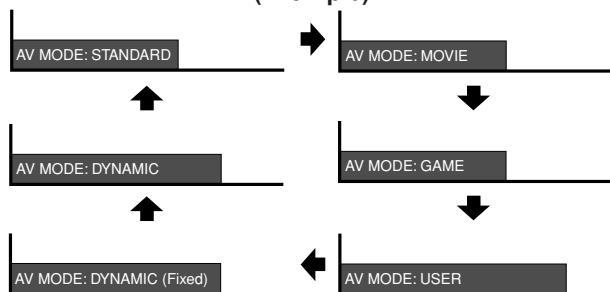 AV MODE: STANDARD
AV MODE: MOVIE
AV MODE: DYNAMIC
AV MODE: GAME
AV MODE: DYNAMIC (Fixed)
AV MODE: USER